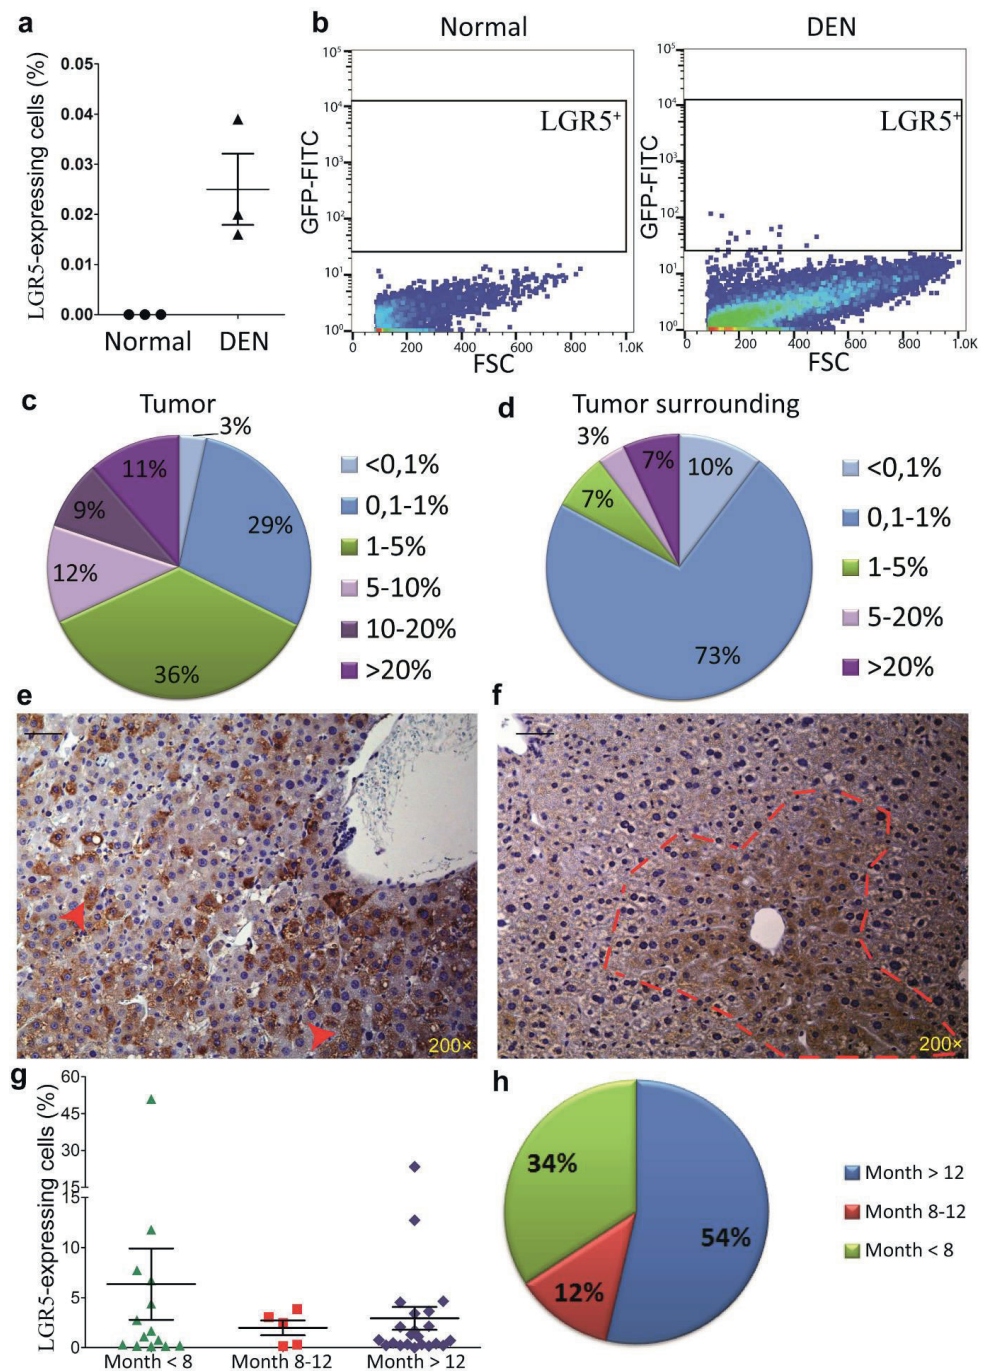 a
LGR5-expressing cells (%)
0.05
0.04
0.03
0.02
0.01
0.00
Normal DEN
b
Normal
GFP-FITC
10⁵
10⁴
10³
10²
10¹
10⁰
LGR5⁺
0 200 400 600 800 1.0K
FSC
DEN
GFP-FITC
10⁵
10⁴
10³
10²
10¹
10⁰
LGR5⁺
0 200 400 600 800 1.0K
FSC
c
Tumor
3%
29%
36%
12%
9%
11%
<0,1%
0,1-1%
1-5%
5-10%
10-20%
>20%
d
Tumor surrounding
3%
7%
10%
7%
73%
<0,1%
0,1-1%
1-5%
5-20%
>20%
e
200×
f
200×
g
LGR5-expressing cells (%)
60
45
30
15
15
10
5
0
Month < 8 Month 8-12 Month > 12
h
34%
54%
12%
Month > 12
Month 8-12
Month < 8